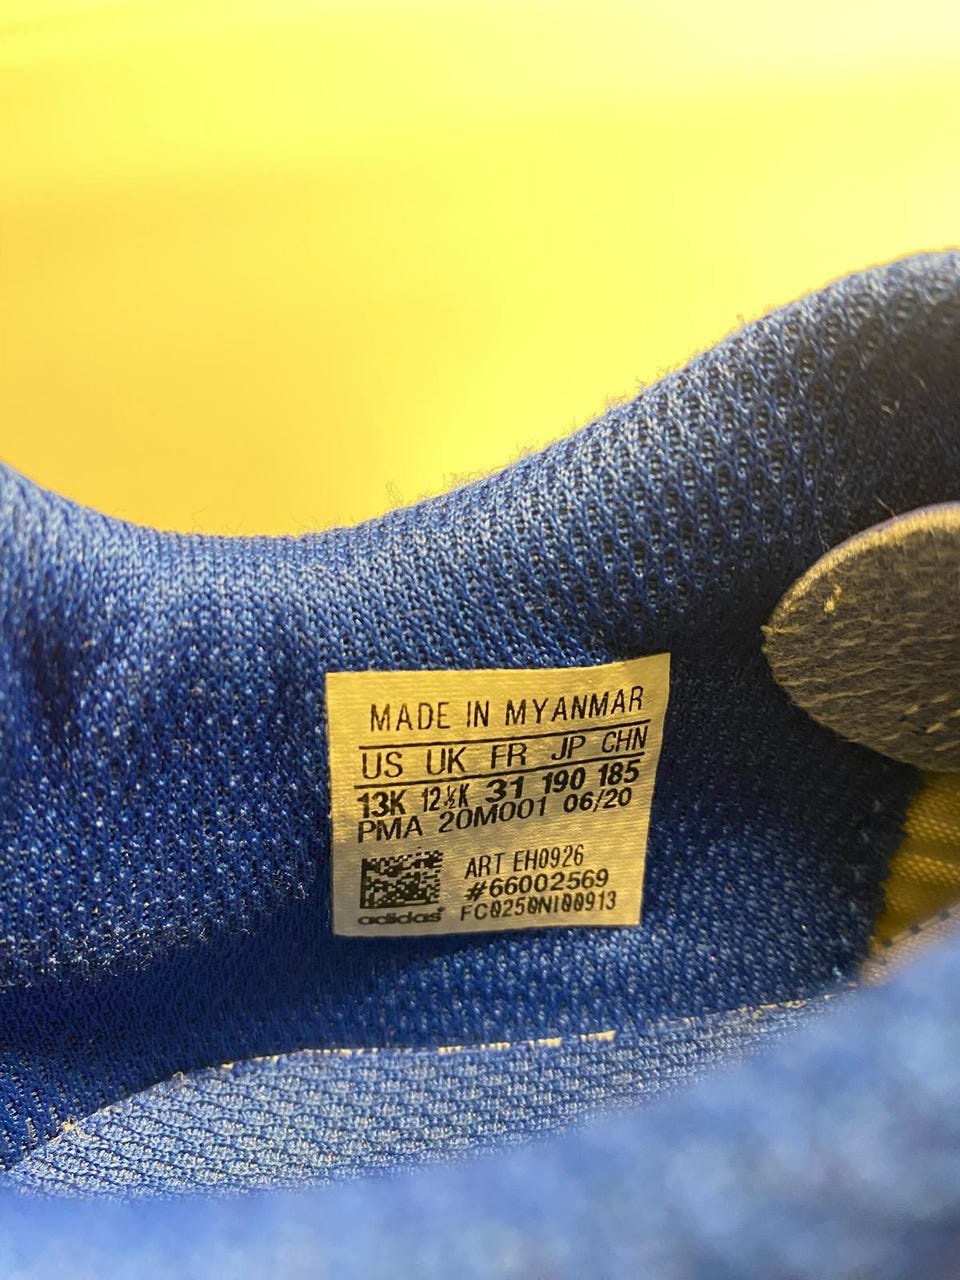 MADE IN MYANMAR
US UK FR JP CHN
13K 12½K 31 190 185
PMA 20M001 06/20
ART EH0926
#66002569
FC0250NI00913
adidas